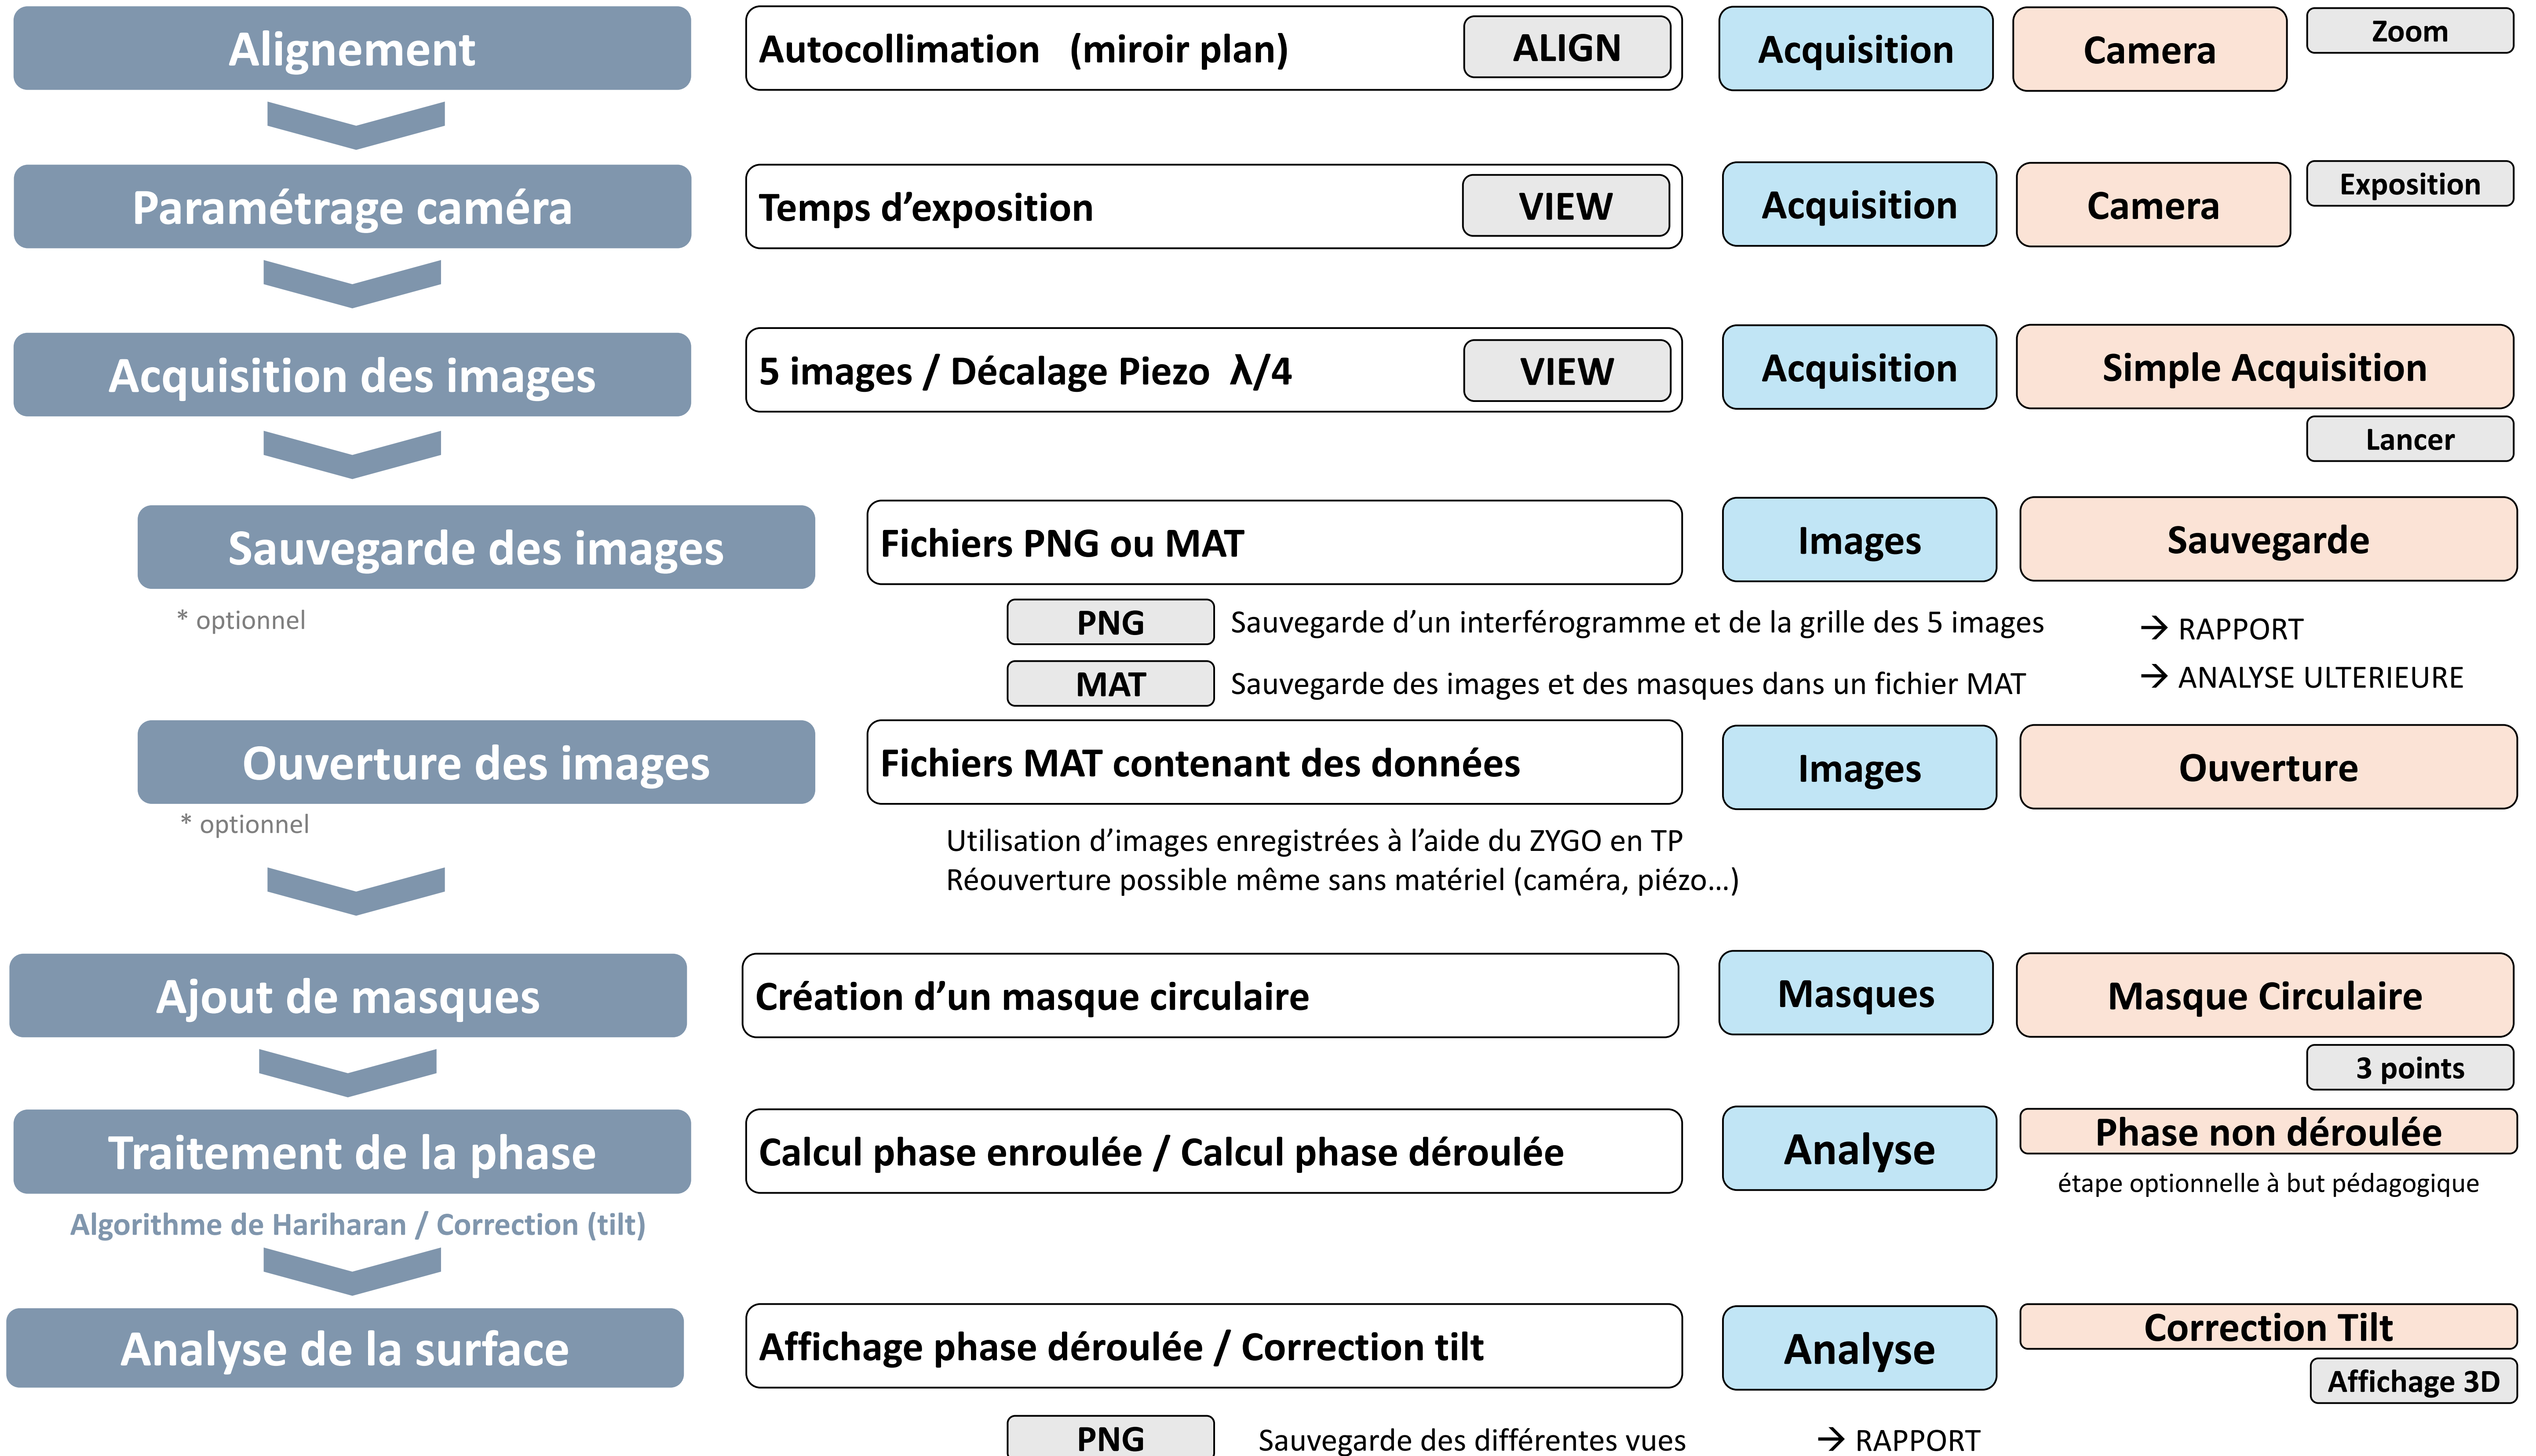 Alignement
Autocollimation (miroir plan)
ALIGN
Acquisition
Camera
Zoom
Paramétrage caméra
Temps d’exposition
VIEW
Acquisition
Camera
Exposition
Acquisition des images
5 images / Décalage Piezo λ/4
VIEW
Acquisition
Simple Acquisition
Lancer
Sauvegarde des images
Fichiers PNG ou MAT
Images
Sauvegarde
* optionnel
PNG
Sauvegarde d’un interférogramme et de la grille des 5 images
→ RAPPORT
MAT
Sauvegarde des images et des masques dans un fichier MAT
→ ANALYSE ULTERIEURE
Ouverture des images
Fichiers MAT contenant des données
Images
Ouverture
* optionnel
Utilisation d’images enregistrées à l’aide du ZYGO en TP
Réouverture possible même sans matériel (caméra, piézo…)
Ajout de masques
Création d’un masque circulaire
Masques
Masque Circulaire
3 points
Traitement de la phase
Calcul phase enroulée / Calcul phase déroulée
Analyse
Phase non déroulée
étape optionnelle à but pédagogique
Algorithme de Hariharan / Correction (tilt)
Analyse de la surface
Affichage phase déroulée / Correction tilt
Analyse
Correction Tilt
Affichage 3D
PNG
Sauvegarde des différentes vues
→ RAPPORT